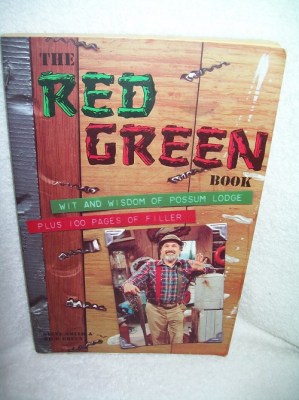 THE
RED
GREEN
BOOK
WIT AND WISDOM OF POSSUM LODGE
PLUS 100 PAGES OF FILLER